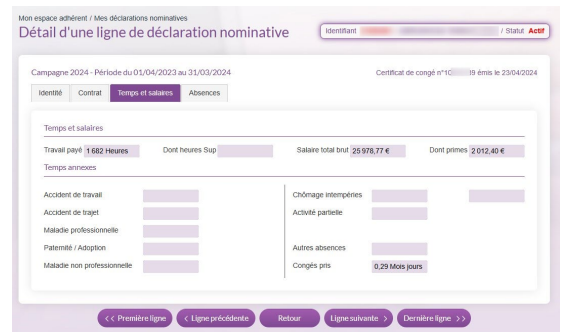 Mon espace adhérent / Mes déclarations nominatives
Détail d'une ligne de déclaration nominative
Identifiant / Statut Actif
Campagne 2024 - Période du 01/04/2023 au 31/03/2024
Certificat de congé n°10 9 émis le 23/04/2024
Identité Contrat Temps et salaires Absences
Temps et salaires
Travail payé 1 682 Heures Dont heures Sup Salaire total brut 25 978,77 € Dont primes 2 012,40 €
Temps annexes
Accident de travail Chômage intempéries
Accident de trajet Activité partielle
Maladie professionnelle
Paternité / Adoption Autres absences
Maladie non professionnelle Congés pris 0,29 Mois jours
<< Première ligne < Ligne précédente Retour Ligne suivante > Dernière ligne >>